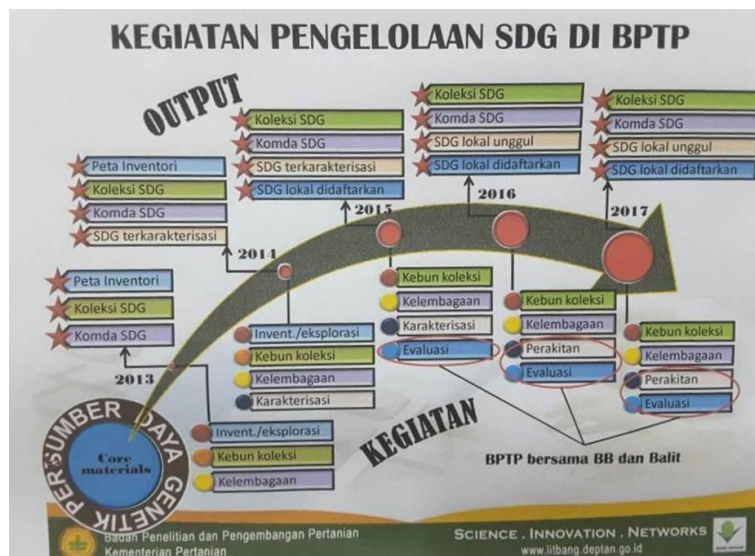 KEGIATAN PENGELOLAAN SDG DI BPTP
OUTPUT
Peta Inventori
Koleksi SDG
Komda SDG
2013
Invent./eksplorasi
Kebun koleksi
Kelembagaan
Peta Inventori
Koleksi SDG
Komda SDG
SDG terkarakterisasi
2014
Invent./eksplorasi
Kebun koleksi
Kelembagaan
Karakterisasi
Koleksi SDG
Komda SDG
SDG terkarakterisasi
SDG lokal didaftarkan
2015
Kebun koleksi
Kelembagaan
Karakterisasi
Evaluasi
Koleksi SDG
Komda SDG
SDG lokal unggul
SDG lokal didaftarkan
2016
Kebun koleksi
Kelembagaan
Perakitan
Evaluasi
Koleksi SDG
Komda SDG
SDG lokal unggul
SDG lokal didaftarkan
2017
Kebun koleksi
Kelembagaan
Perakitan
Evaluasi
KEGIATAN
BPTP bersama BB dan Balit
SUMBER DAYA GENETIK
Core
materials
Badan Penelitian dan Pengembangan Pertanian
Kementerian Pertanian
SCIENCE . INNOVATION . NETWORKS
www.litbang.deptan.go.id